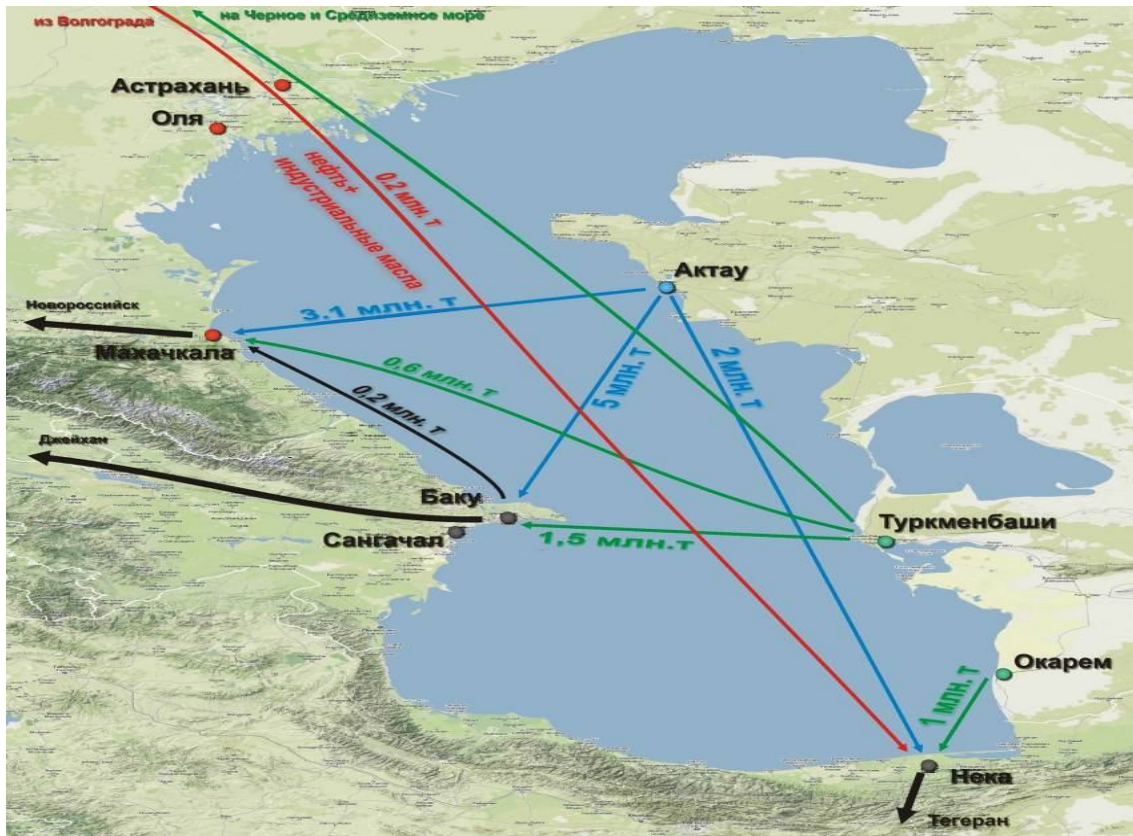 из Волгограда
на Черное и Средиземное море
Астрахань
Оля
0.2 млн. т
нефть+
индустриальные масла
Актау
Новороссийск
3.1 млн. т
Махачкала
0,6 млн. т
5 млн. т
2 млн. т
0,2 млн. т
Джейхан
Баку
Туркменбаши
Сангачал
1,5 млн.т
Окарем
1 млн. т
Нека
Тегеран